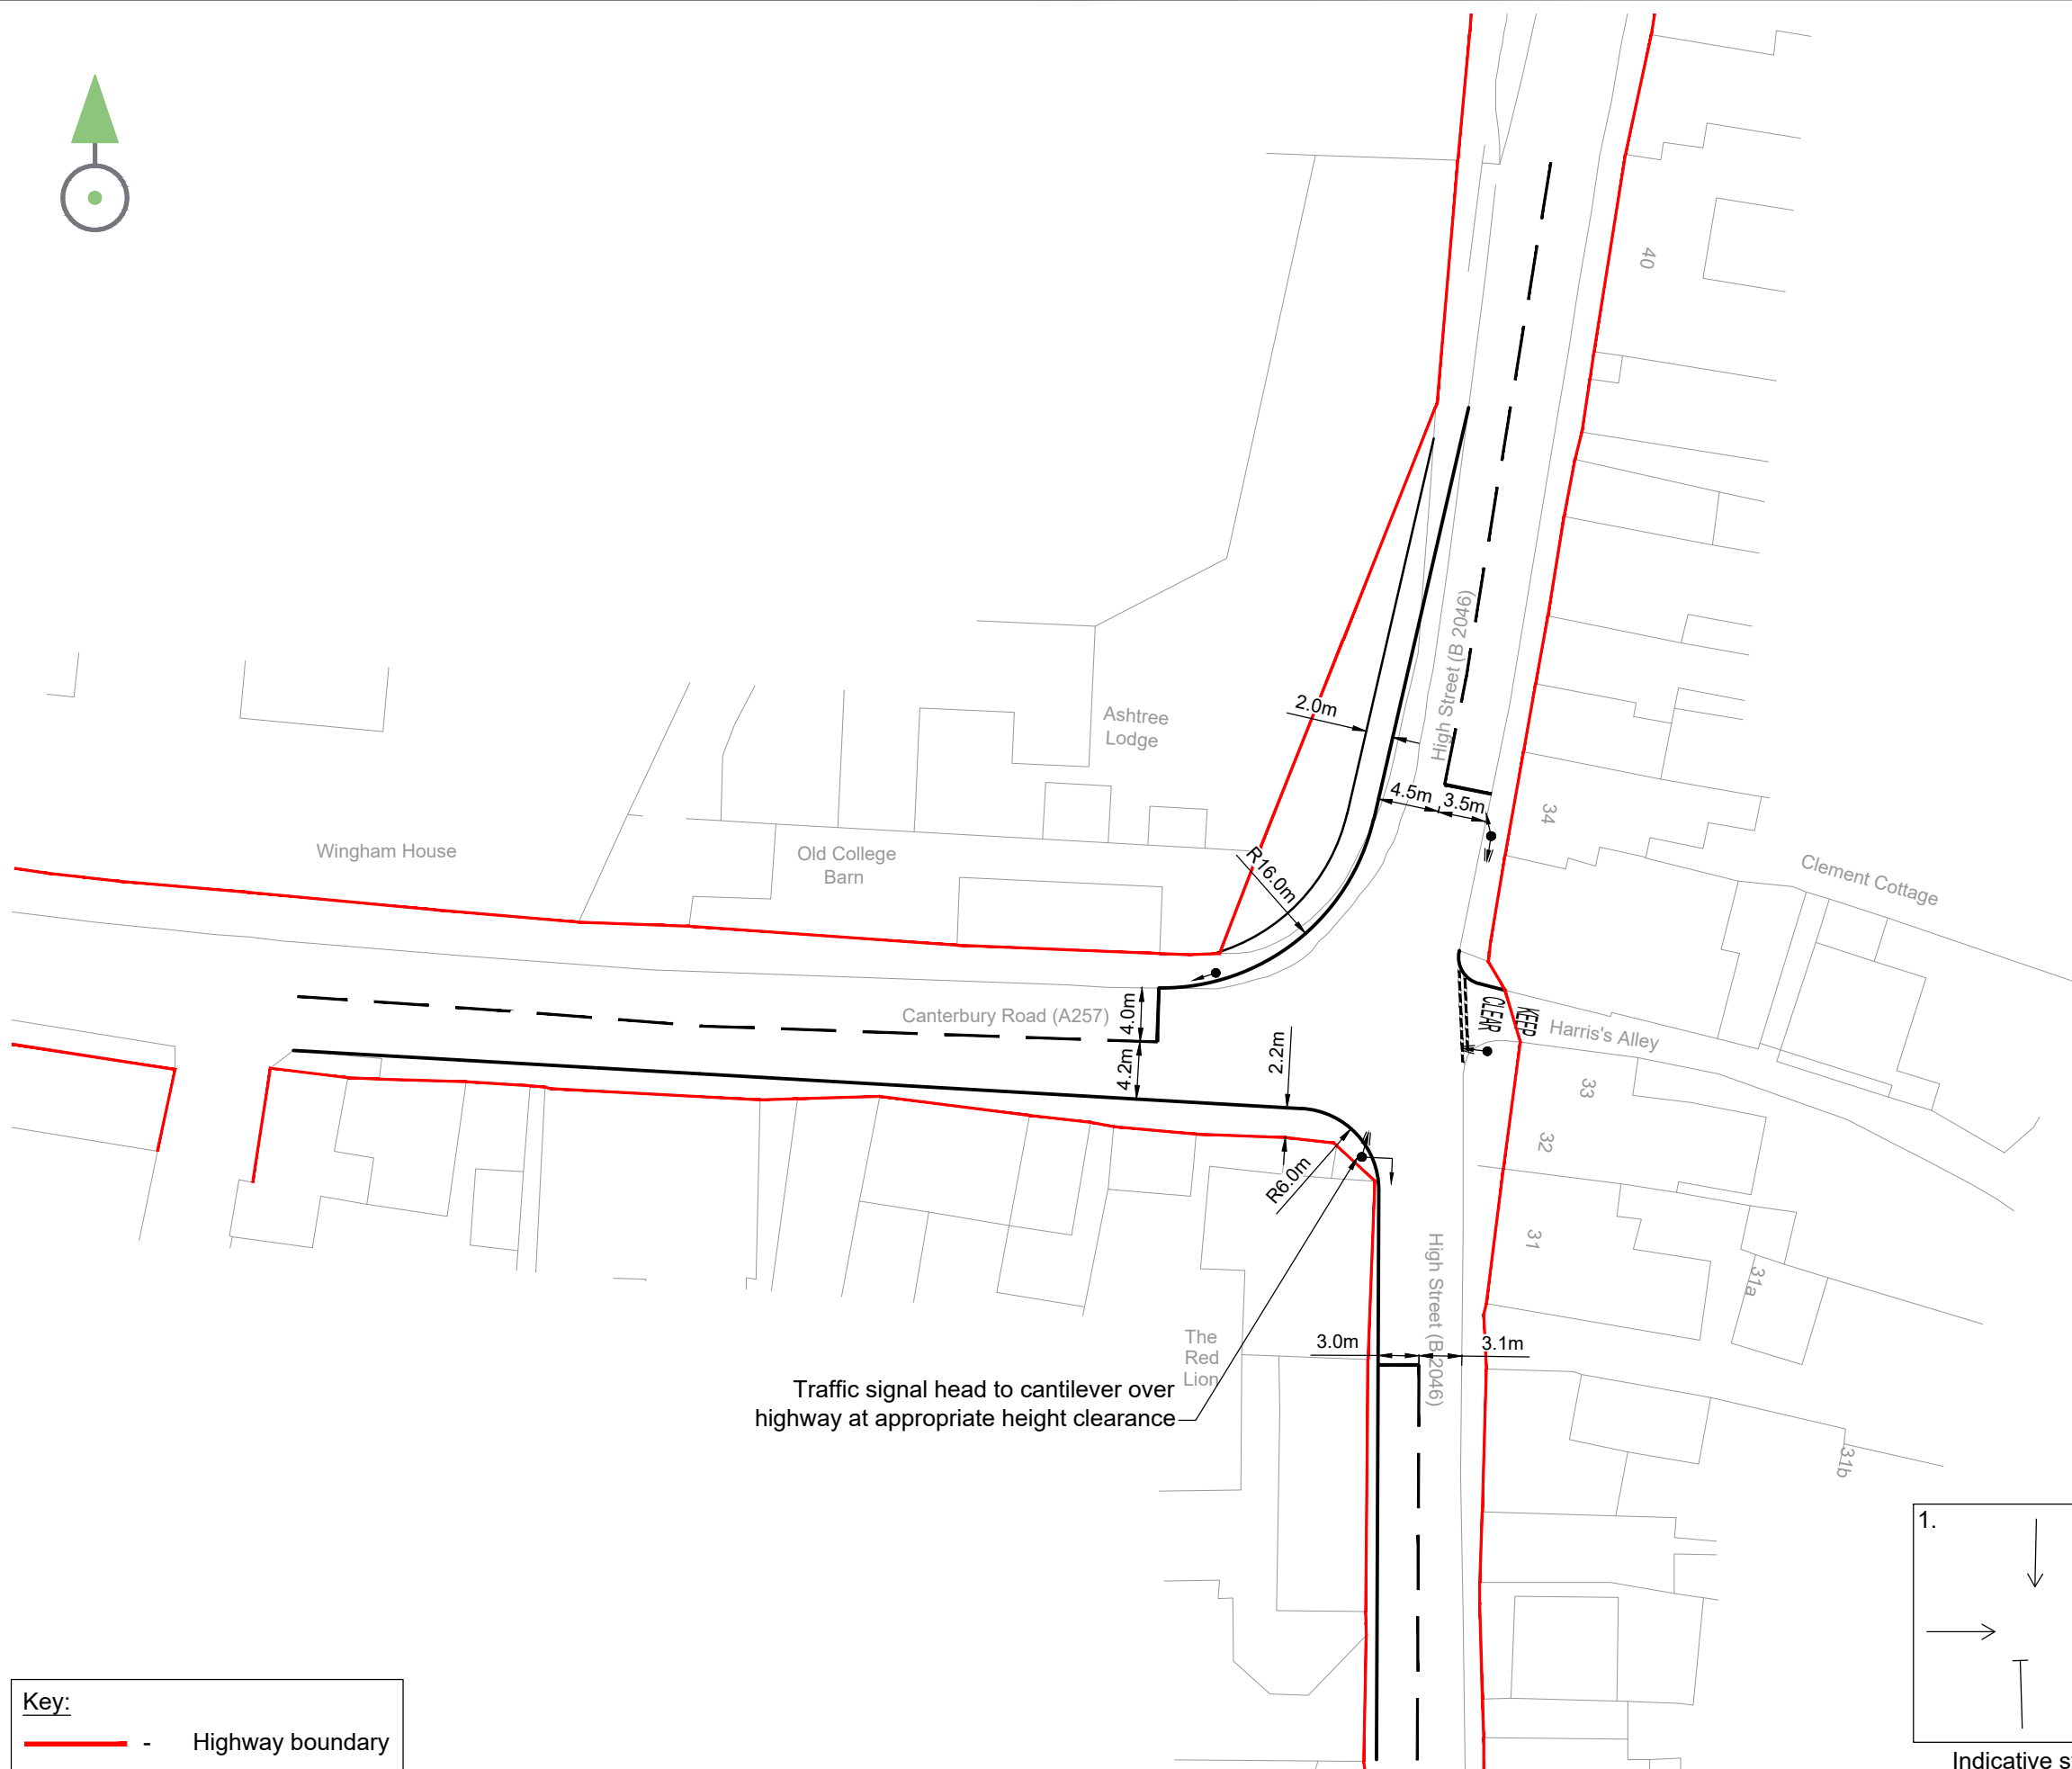 40
High Street (B 2046)
2.0m
Ashtree
Lodge
4.5m
3.5m
34
Wingham House
Old College
Barn
R16.0m
Clement Cottage
Canterbury Road (A257)
4.0m
KEEP
CLEAR
Harris's Alley
4.2m
2.2m
33
32
R6.0m
31
31a
High Street (B 2046)
3.0m
3.1m
The
Red
Lion
Traffic signal head to cantilever over
highway at appropriate height clearance
31b
1.
Key:
- Highway boundary
Indicative